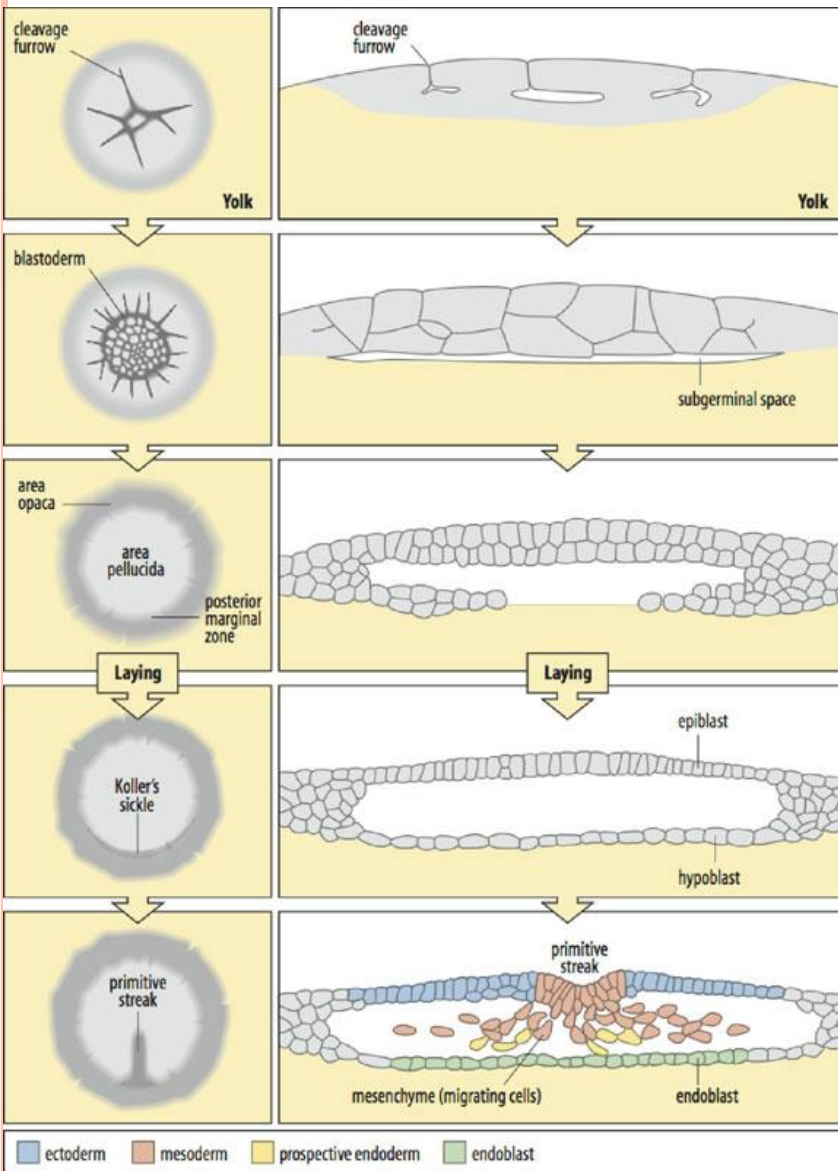 cleavage
furrow
Yolk
cleavage
furrow
Yolk
blastoderm
subgerminal space
area
opaca
area
pellucida
posterior
marginal
zone
Laying
Laying
Koller's
sickle
epiblast
hypoblast
primitive
streak
primitive
streak
mesenchyme (migrating cells)
endoblast
ectoderm
mesoderm
prospective endoderm
endoblast